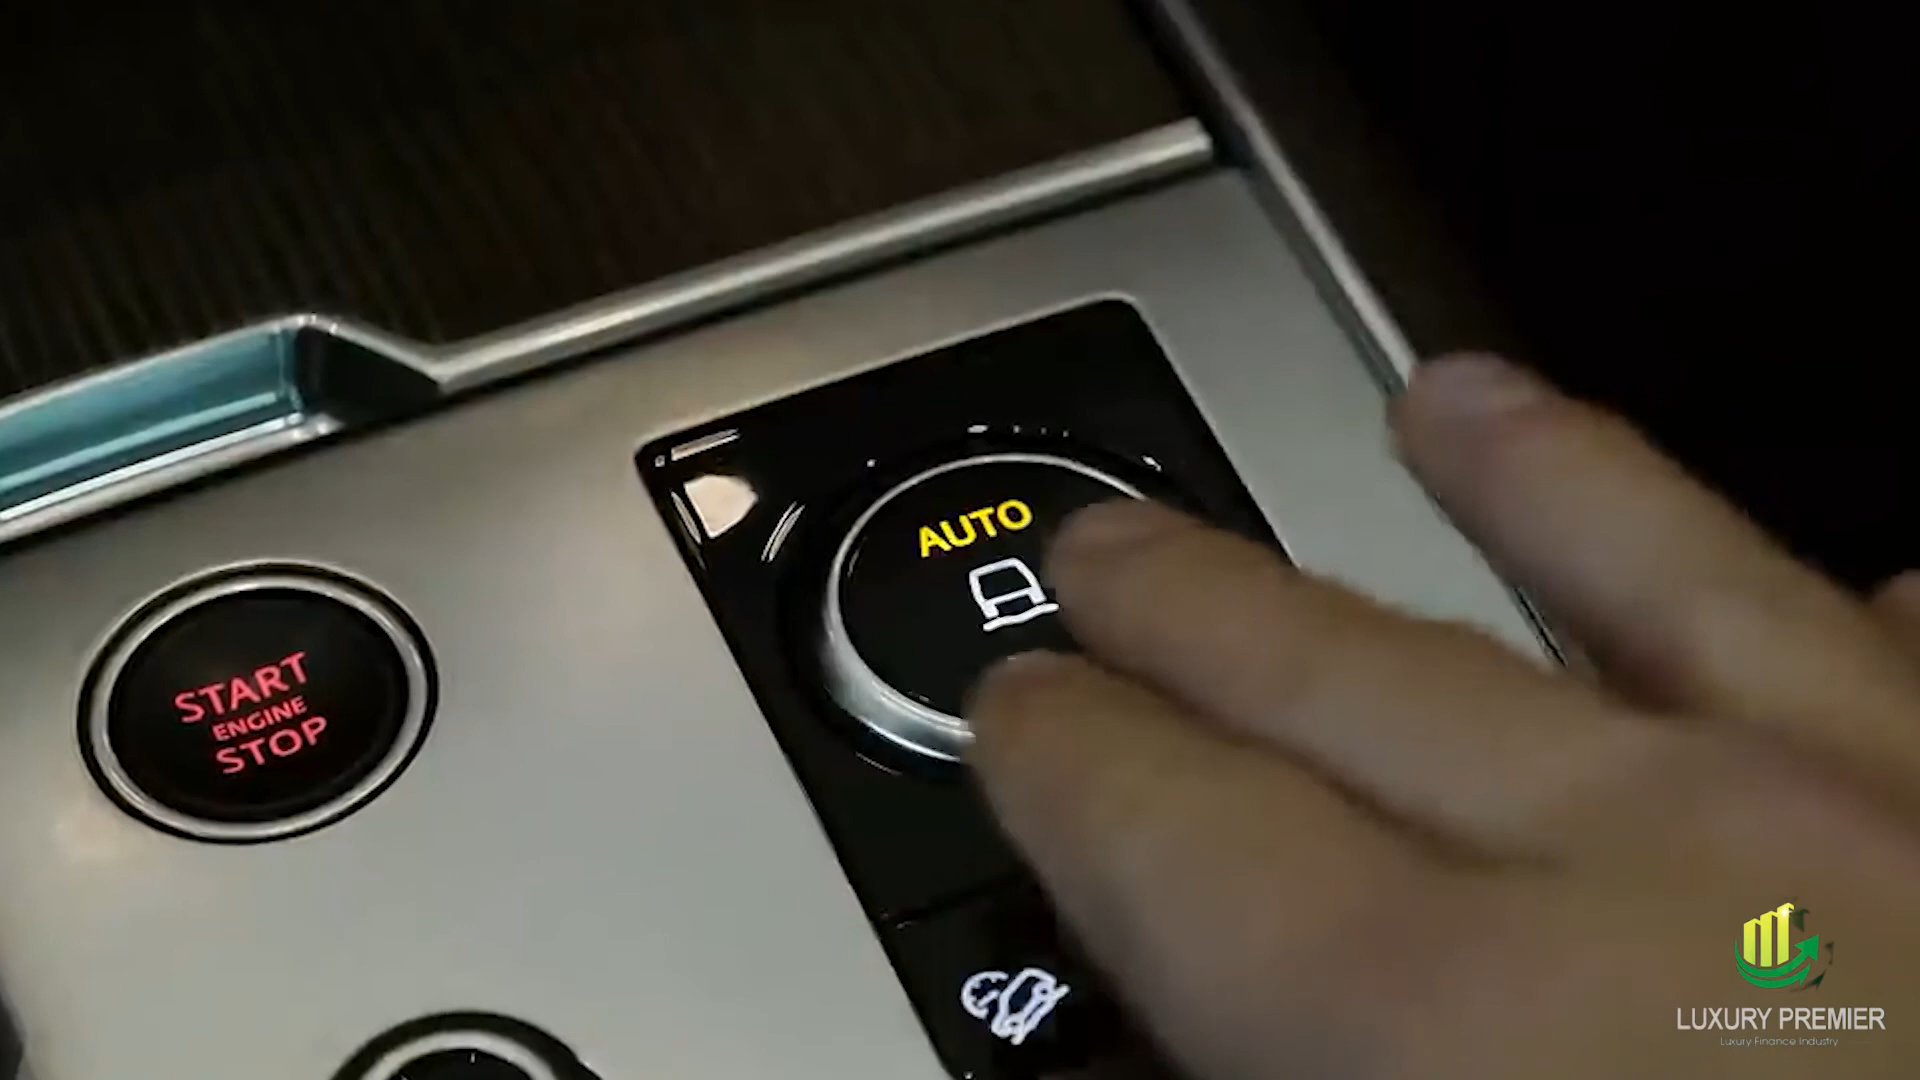 AUTO
START
ENGINE
STOP
LUXURY PREMIER
Luxury Finance Industry